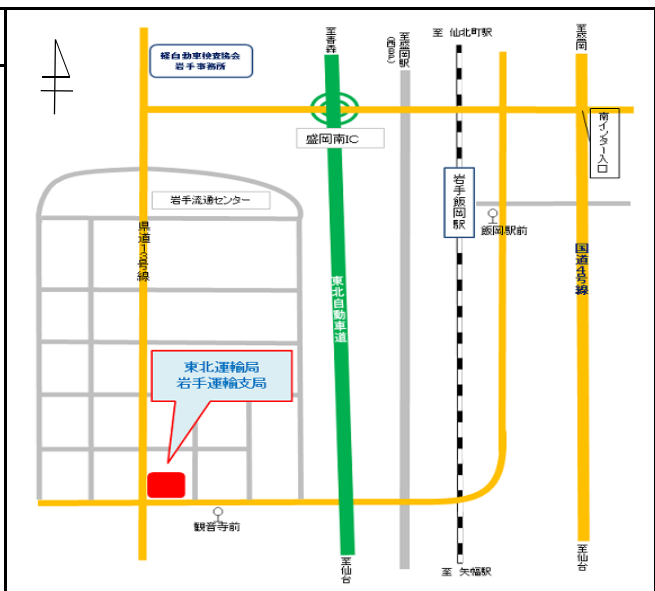 軽自動車検査協会
岩手事務所
至青森
至盛岡駅
(西口)
至 仙北町駅
至盛岡
盛岡南IC
南インター入口
岩手流通センター
岩手飯岡駅
飯岡駅前
県道13号線
東北自動車道
国道4号線
東北運輸局
岩手運輸支局
観音寺前
至仙台
至 矢幅駅
至仙台